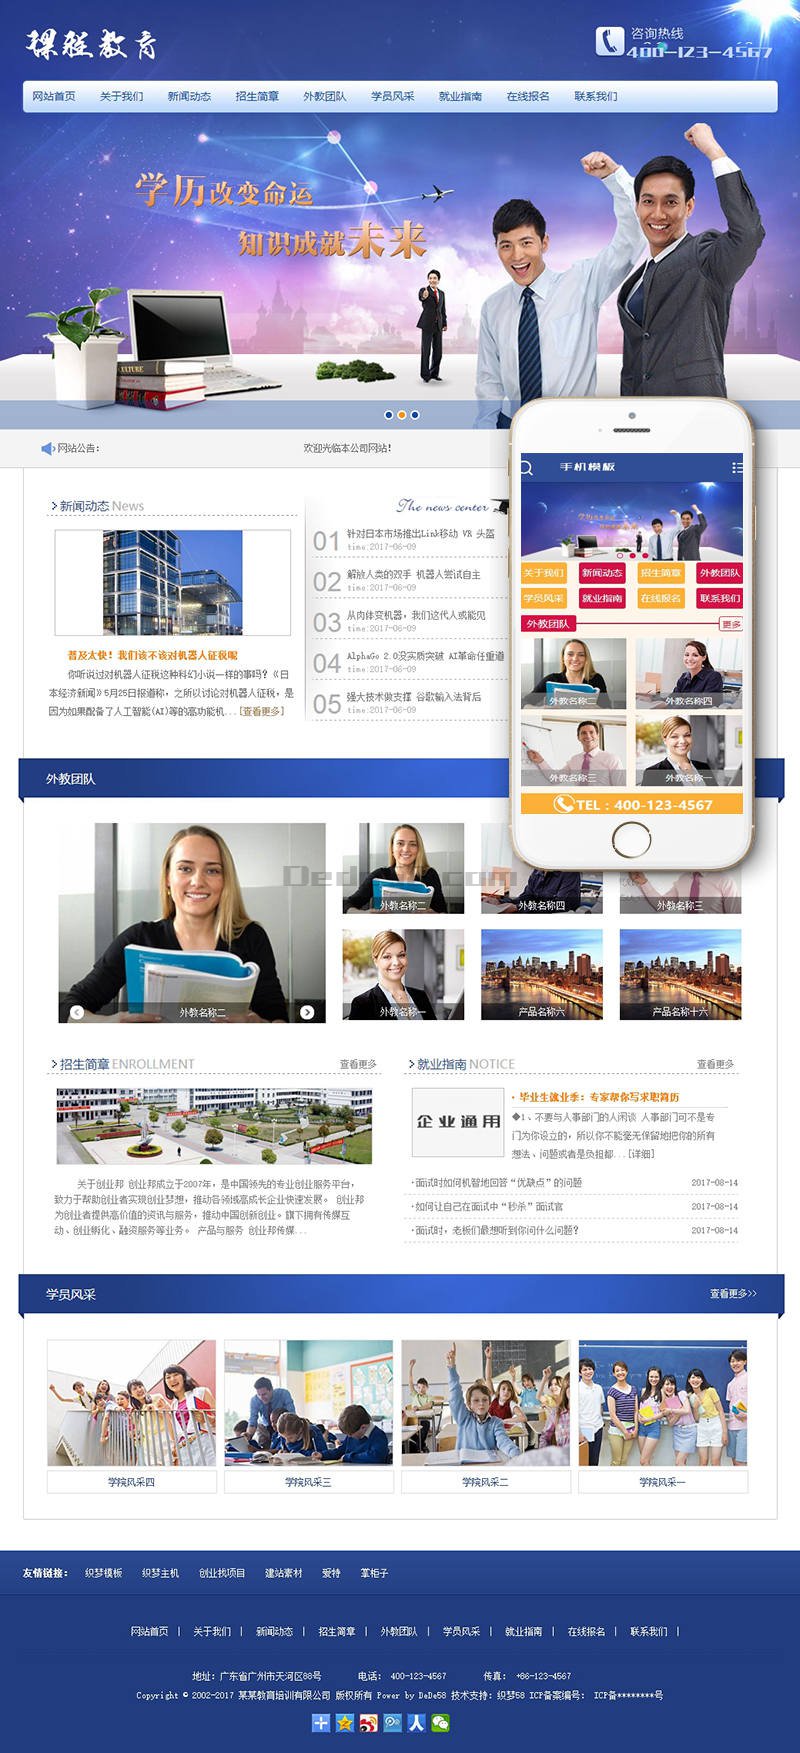 课程教育
咨询热线
400-123-4567
网站首页 关于我们 新闻动态 招生简章 外教团队 学员风采 就业指南 在线报名 联系我们
学历改变命运
知识成就未来
CULTURE
网站公告：
欢迎光临本公司网站！
新闻动态 News
普及太快！我们该不该对机器人征税呢
你听说过对机器人征税这种科幻小说一样的事吗？《日
本经济新闻》5月25日报道称，之所以讨论对机器人征税，是
因为如果配备了人工智能(AI)等的高功能机...[查看更多]
The news center
01 针对日本市场推出Link移动 VR 头盔
time:2017-06-09
02 解放人类的双手 机器人尝试自主
time:2017-06-09
03 从肉体变机器，我们这代人或能见
time:2017-06-09
04 AlphaGo 2.0没实质突破 AI革命任重道
time:2017-06-09
05 强大技术做支撑 谷歌输入法背后
time:2017-06-09
手机模板
学历改变命运
知识成就未来
关于我们 新闻动态 招生简章 外教团队
学员风采 就业指南 在线报名 联系我们
外教团队 更多
外教名称二 外教名称四
外教名称三 外教名称一
TEL：400-123-4567
外教团队
外教名称二
外教名称二 外教名称四 外教名称三
外教名称一 产品名称六 产品名称十六
招生简章 ENROLLMENT 查看更多
关于创业邦 创业邦成立于2007年，是中国领先的专业创业服务平台，
致力于帮助创业者实现创业梦想，推动各领域高成长企业快速发展。 创业邦
为创业者提供高价值的资讯与服务，推动中国创新创业。旗下拥有传媒互
动、创业孵化、融资服务等业务。 产品与服务 创业邦传媒...
就业指南 NOTICE 查看更多
企业通用
· 毕业生就业季：专家帮你写求职简历
◆1、不要与人事部门的人闲谈 人事部门可不是专
门为你设立的，所以你不能毫无保留地把你的所有
想法、问题或者是负担都...[详细]
·面试时如何机智地回答“优缺点”的问题 2017-08-14
·如何让自己在面试中“秒杀”面试官 2017-08-14
·面试时，老板们最想听到你问什么问题？ 2017-08-14
学员风采 查看更多>>
学院风采四 学院风采三 学院风采二 学院风采一
友情链接： 织梦模板 织梦主机 创业找项目 建站素材 爱特 掌柜子
网站首页 | 关于我们 | 新闻动态 | 招生简章 | 外教团队 | 学员风采 | 就业指南 | 在线报名 | 联系我们 |
地址：广东省广州市天河区88号 电话： 400-123-4567 传真： +86-123-4567
Copyright © 2002-2017 某某教育培训有限公司 版权所有 Power by DeDe58 技术支持：织梦58 ICP备案编号： ICP备********号